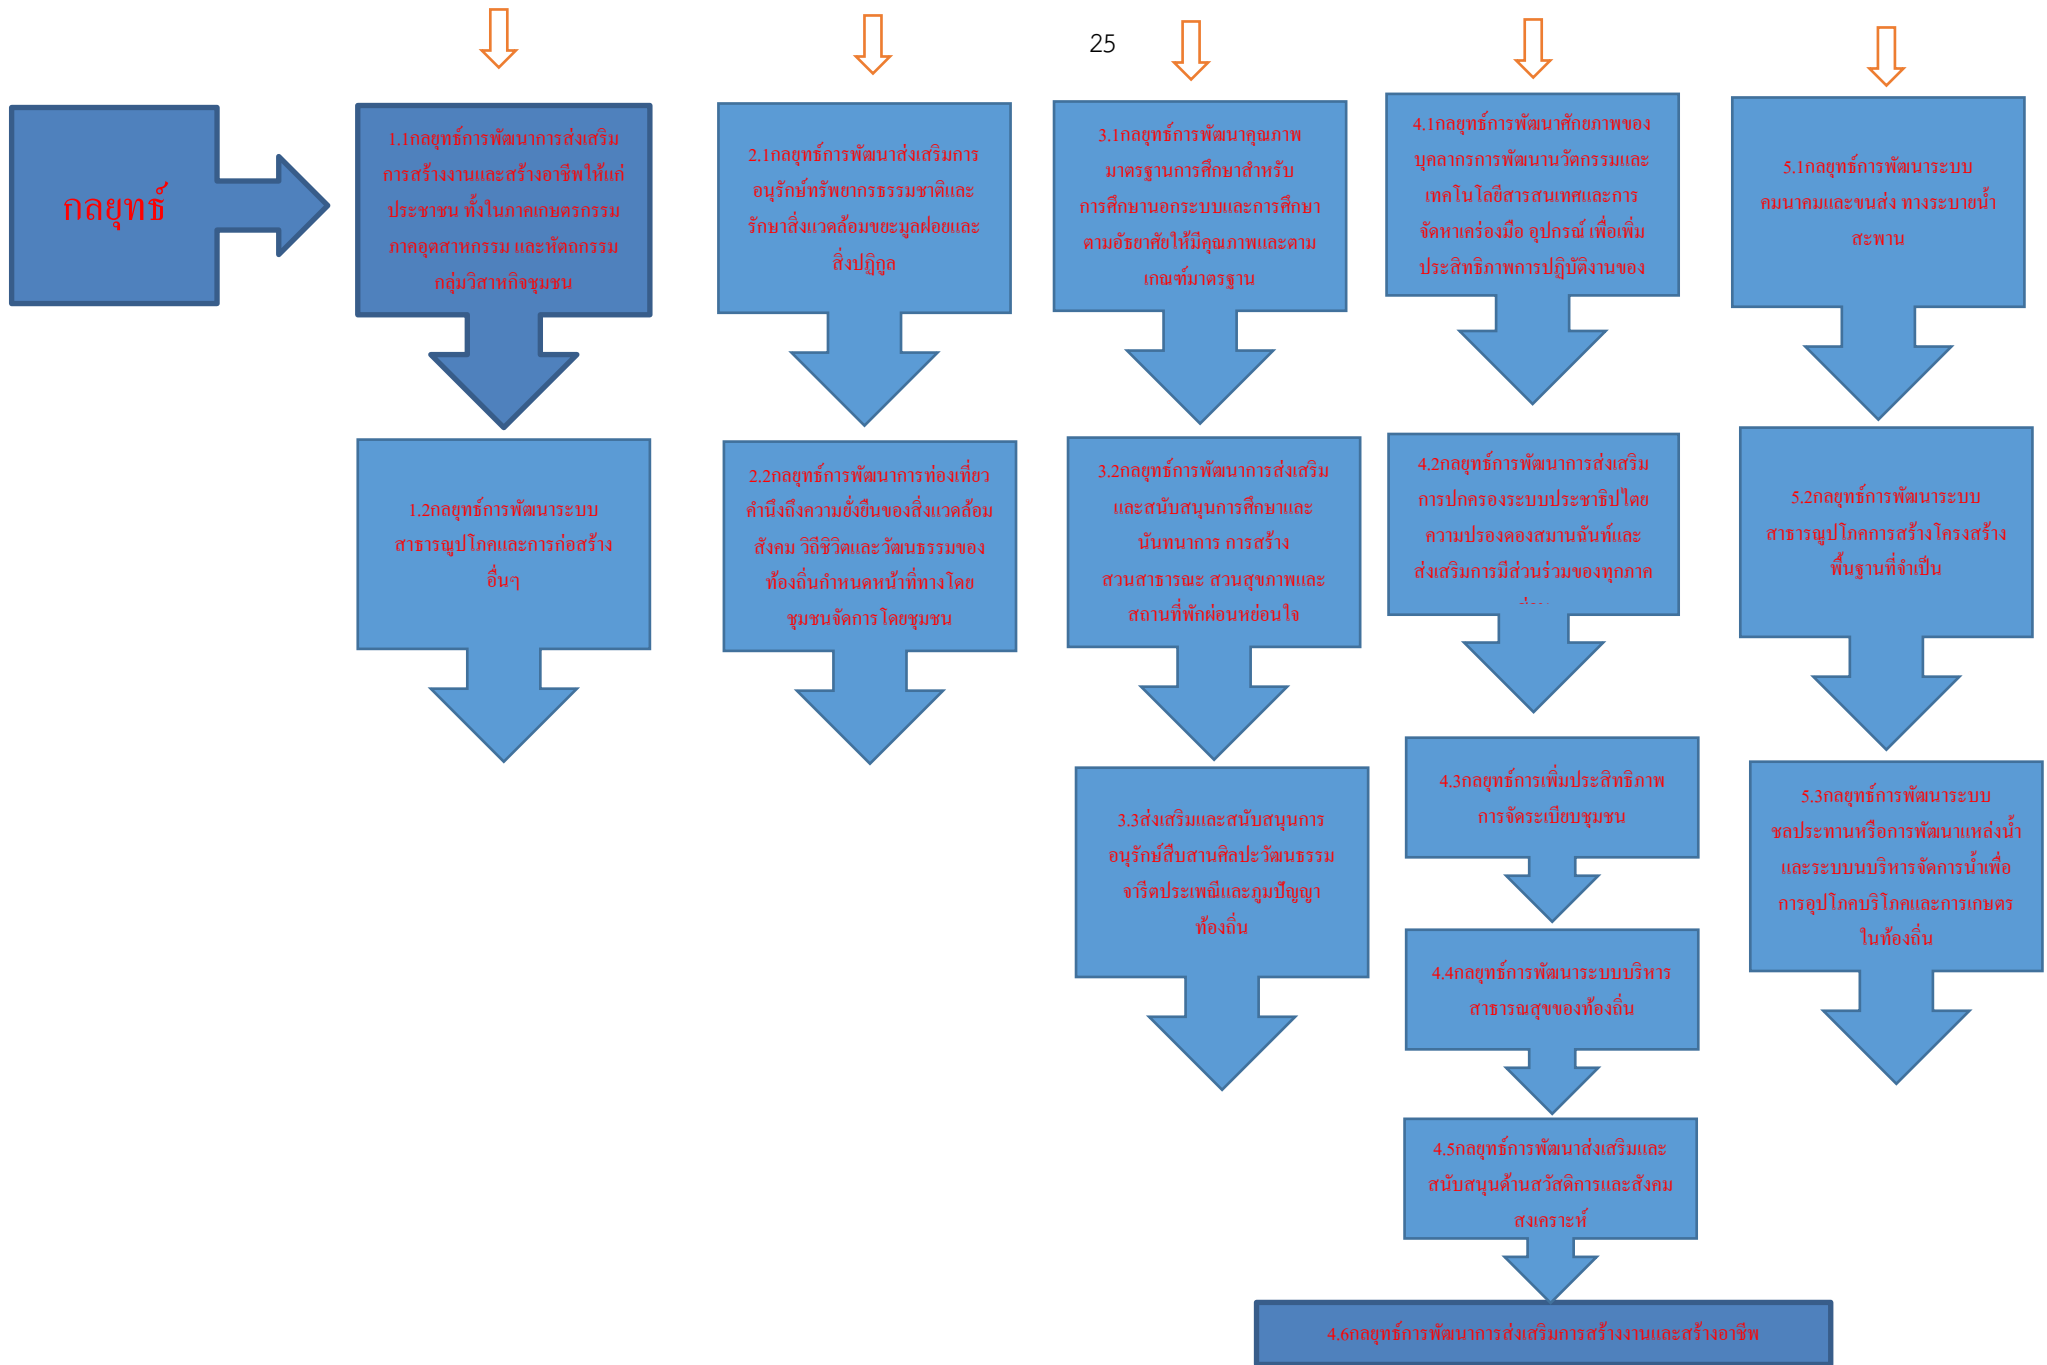 25
กลยุทธ์
1.1กลยุทธ์การพัฒนาการส่งเสริม
การสร้างงานและสร้างอาชีพให้แก่
ประชาชน ทั้งในภาคเกษตรกรรม
ภาคอุตสาหกรรม และหัตถกรรม
กลุ่มวิสาหกิจชุมชน
1.2กลยุทธ์การพัฒนาระบบ
สาธารณูปโภคและการก่อสร้าง
อื่นๆ
2.1กลยุทธ์การพัฒนาส่งเสริมการ
อนุรักษ์ทรัพยากรธรรมชาติและ
รักษาสิ่งแวดล้อมขยะมูลฝอยและ
สิ่งปฏิกูล
2.2กลยุทธ์การพัฒนาการท่องเที่ยว
คำนึงถึงความยั่งยืนของสิ่งแวดล้อม
สังคม วิถีชีวิตและวัฒนธรรมของ
ท้องถิ่นกำหนดหน้าที่ทางโดย
ชุมชนจัดการโดยชุมชน
3.1กลยุทธ์การพัฒนาคุณภาพ
มาตรฐานการศึกษาสำหรับ
การศึกษานอกระบบและการศึกษา
ตามอัธยาศัยให้มีคุณภาพและตาม
เกณฑ์มาตรฐาน
3.2กลยุทธ์การพัฒนาการส่งเสริม
และสนับสนุนการศึกษาและ
นันทนาการ การสร้าง
สวนสาธารณะ สวนสุขภาพและ
สถานที่พักผ่อนหย่อนใจ
3.3ส่งเสริมและสนับสนุนการ
อนุรักษ์สืบสานศิลปะวัฒนธรรม
จารีตประเพณีและภูมปัญญา
ท้องถิ่น
4.1กลยุทธ์การพัฒนาศักยภาพของ
บุคลากรการพัฒนานวัตกรรมและ
เทคโนโลยีสารสนเทศและการ
จัดหาเคร่องมือ อุปกรณ์ เพื่อเพิ่ม
ประสิทธิภาพการปฏิบัติงานของ
4.2กลยุทธ์การพัฒนาการส่งเสริม
การปกครองระบบประชาธิปไตย
ความปรองดองสมานฉันท์และ
ส่งเสริมการมีส่วนร่วมของทุกภาค
4.3กลยุทธ์การเพิ่มประสิทธิภาพ
การจัดระเบียบชุมชน
4.4กลยุทธ์การพัฒนาระบบบริหาร
สาธารณสุขของท้องถิ่น
4.5กลยุทธ์การพัฒนาส่งเสริมและ
สนับสนุนด้านสวัสดิการและสังคม
สงเคราะห์
4.6กลยุทธ์การพัฒนาการส่งเสริมการสร้างงานและสร้างอาชีพ
5.1กลยุทธ์การพัฒนาระบบ
คมนาคมและขนส่ง ทางระบายน้ำ
สะพาน
5.2กลยุทธ์การพัฒนาระบบ
สาธารณูปโภคการสร้างโครงสร้าง
พื้นฐานที่จำเป็น
5.3กลยุทธ์การพัฒนาระบบ
ชลประทานหรือการพัฒนาแหล่งน้ำ
และระบบนบริหารจัดการน้ำเพื่อ
การอุปโภคบริโภคและการเกษตร
ในท้องถิ่น